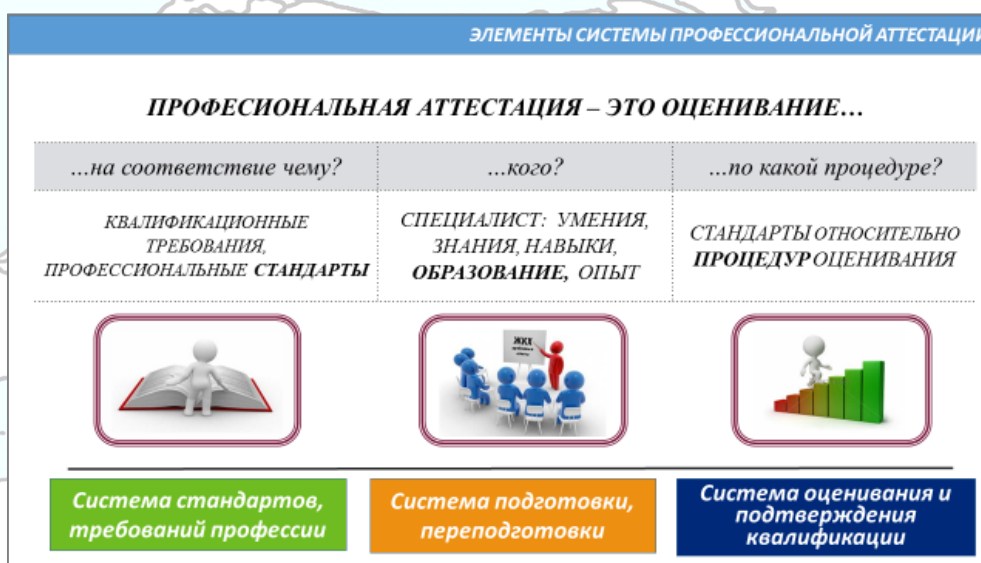 ЭЛЕМЕНТЫ СИСТЕМЫ ПРОФЕССИОНАЛЬНОЙ АТТЕСТАЦИИ
ПРОФЕСИОНАЛЬНАЯ АТТЕСТАЦИЯ – ЭТО ОЦЕНИВАНИЕ…
…на соответствие чему?
…кого?
…по какой процедуре?
КВАЛИФИКАЦИОННЫЕ
ТРЕБОВАНИЯ,
ПРОФЕССИОНАЛЬНЫЕ СТАНДАРТЫ
СПЕЦИАЛИСТ: УМЕНИЯ,
ЗНАНИЯ, НАВЫКИ,
ОБРАЗОВАНИЕ, ОПЫТ
СТАНДАРТЫ ОТНОСИТЕЛЬНО
ПРОЦЕДУР ОЦЕНИВАНИЯ
ЖКХ
Система стандартов,
требований профессии
Система подготовки,
переподготовки
Система оценивания и
подтверждения
квалификации